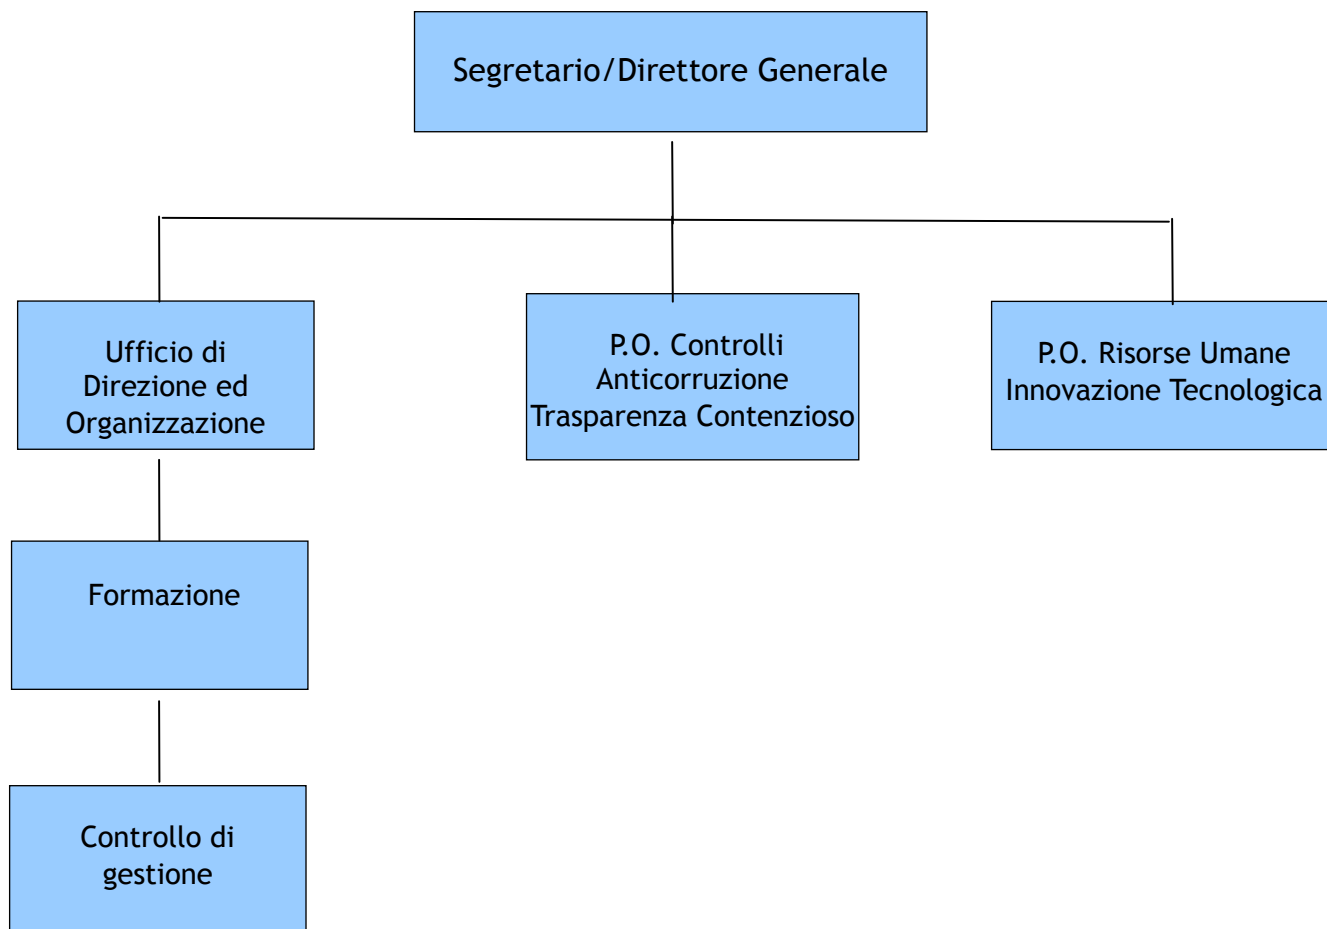 Segretario/Direttore Generale
Ufficio di
Direzione ed
Organizzazione
P.O. Controlli
Anticorruzione
Trasparenza Contenzioso
P.O. Risorse Umane
Innovazione Tecnologica
Formazione
Controllo di
gestione